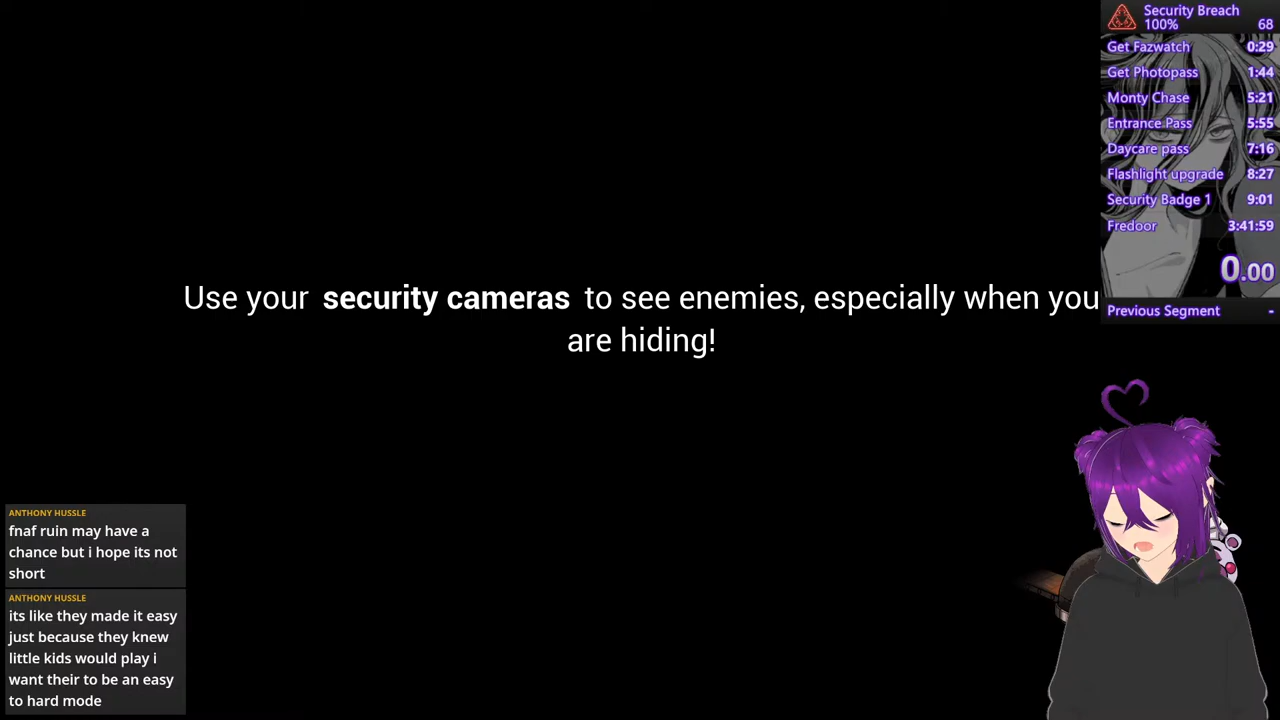 Security Breach
100% 68
Get Fazwatch 0:29
Get Photopass 1:44
Monty Chase 5:21
Entrance Pass 5:55
Daycare pass 7:16
Flashlight upgrade 8:27
Security Badge 1 9:01
Fredoor 3:41:59
0.00
Previous Segment -
Use your security cameras to see enemies, especially when you
are hiding!
ANTHONY HUSSLE
fnaf ruin may have a
chance but i hope its not
short
ANTHONY HUSSLE
its like they made it easy
just because they knew
little kids would play i
want their to be an easy
to hard mode